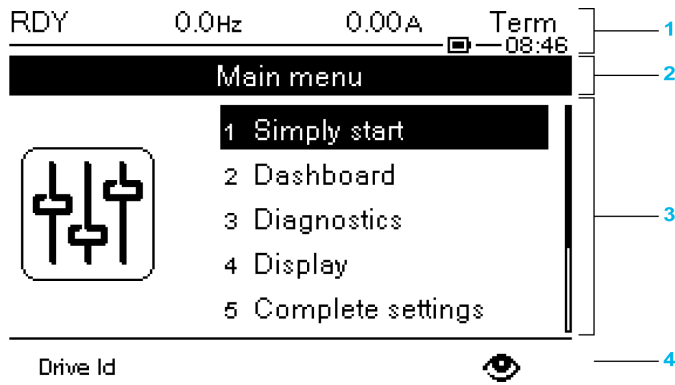 RDY 0.0Hz 0.00A Term 1
08:46
Main menu 2
1 Simply start
2 Dashboard
3 Diagnostics 3
4 Display
5 Complete settings
Drive Id 4